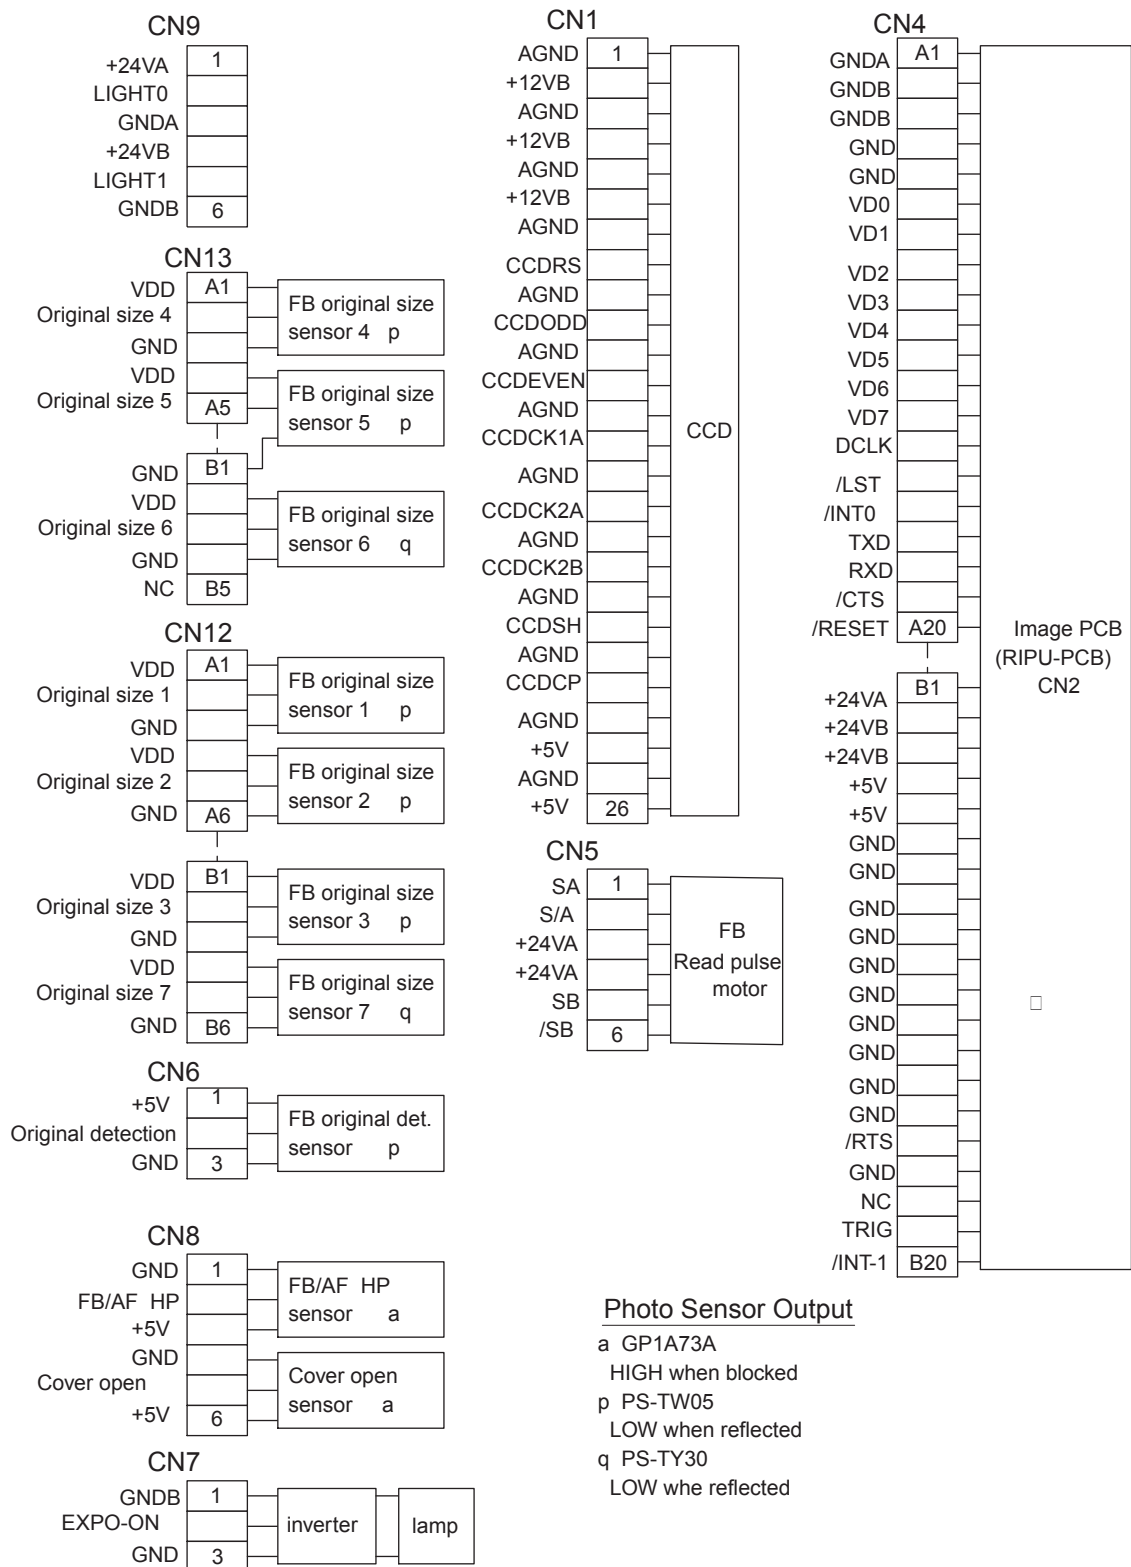 CN9
+24VA 1
LIGHT0
GNDA
+24VB
LIGHT1
GNDB 6
CN13
VDD A1
Original size 4
GND
FB original size
sensor 4 p
VDD
Original size 5 A5
FB original size
sensor 5 p
GND B1
VDD
Original size 6
GND
NC B5
FB original size
sensor 6 q
CN12
VDD A1
Original size 1
GND
FB original size
sensor 1 p
VDD
Original size 2
GND A6
FB original size
sensor 2 p
VDD B1
Original size 3
GND
FB original size
sensor 3 p
VDD
Original size 7
GND B6
FB original size
sensor 7 q
CN6
+5V 1
Original detection
GND 3
FB original det.
sensor p
CN8
GND 1
FB/AF HP
+5V
FB/AF HP
sensor a
GND
Cover open
+5V 6
Cover open
sensor a
CN7
GNDB 1
EXPO-ON
GND 3
inverter
lamp
CN1
AGND 1
+12VB
AGND
+12VB
AGND
+12VB
AGND
CCDRS
AGND
CCDODD
AGND
CCDEVEN
AGND
CCDCK1A
AGND
CCDCK2A
AGND
CCDCK2B
AGND
CCDSH
AGND
CCDCP
AGND
+5V
AGND
+5V 26
CCD
CN5
SA 1
S/A
+24VA
+24VA
SB
/SB 6
FB
Read pulse
motor
CN4
GNDA A1
GNDB
GNDB
GND
GND
VD0
VD1
VD2
VD3
VD4
VD5
VD6
VD7
DCLK
/LST
/INT0
TXD
RXD
/CTS
/RESET A20
B1
+24VA
+24VB
+24VB
+5V
+5V
GND
GND
GND
GND
GND
GND
GND
GND
GND
GND
/RTS
GND
NC
TRIG
/INT-1 B20
Image PCB
(RIPU-PCB)
CN2
Photo Sensor Output
a GP1A73A
HIGH when blocked
p PS-TW05
LOW when reflected
q PS-TY30
LOW whe reflected